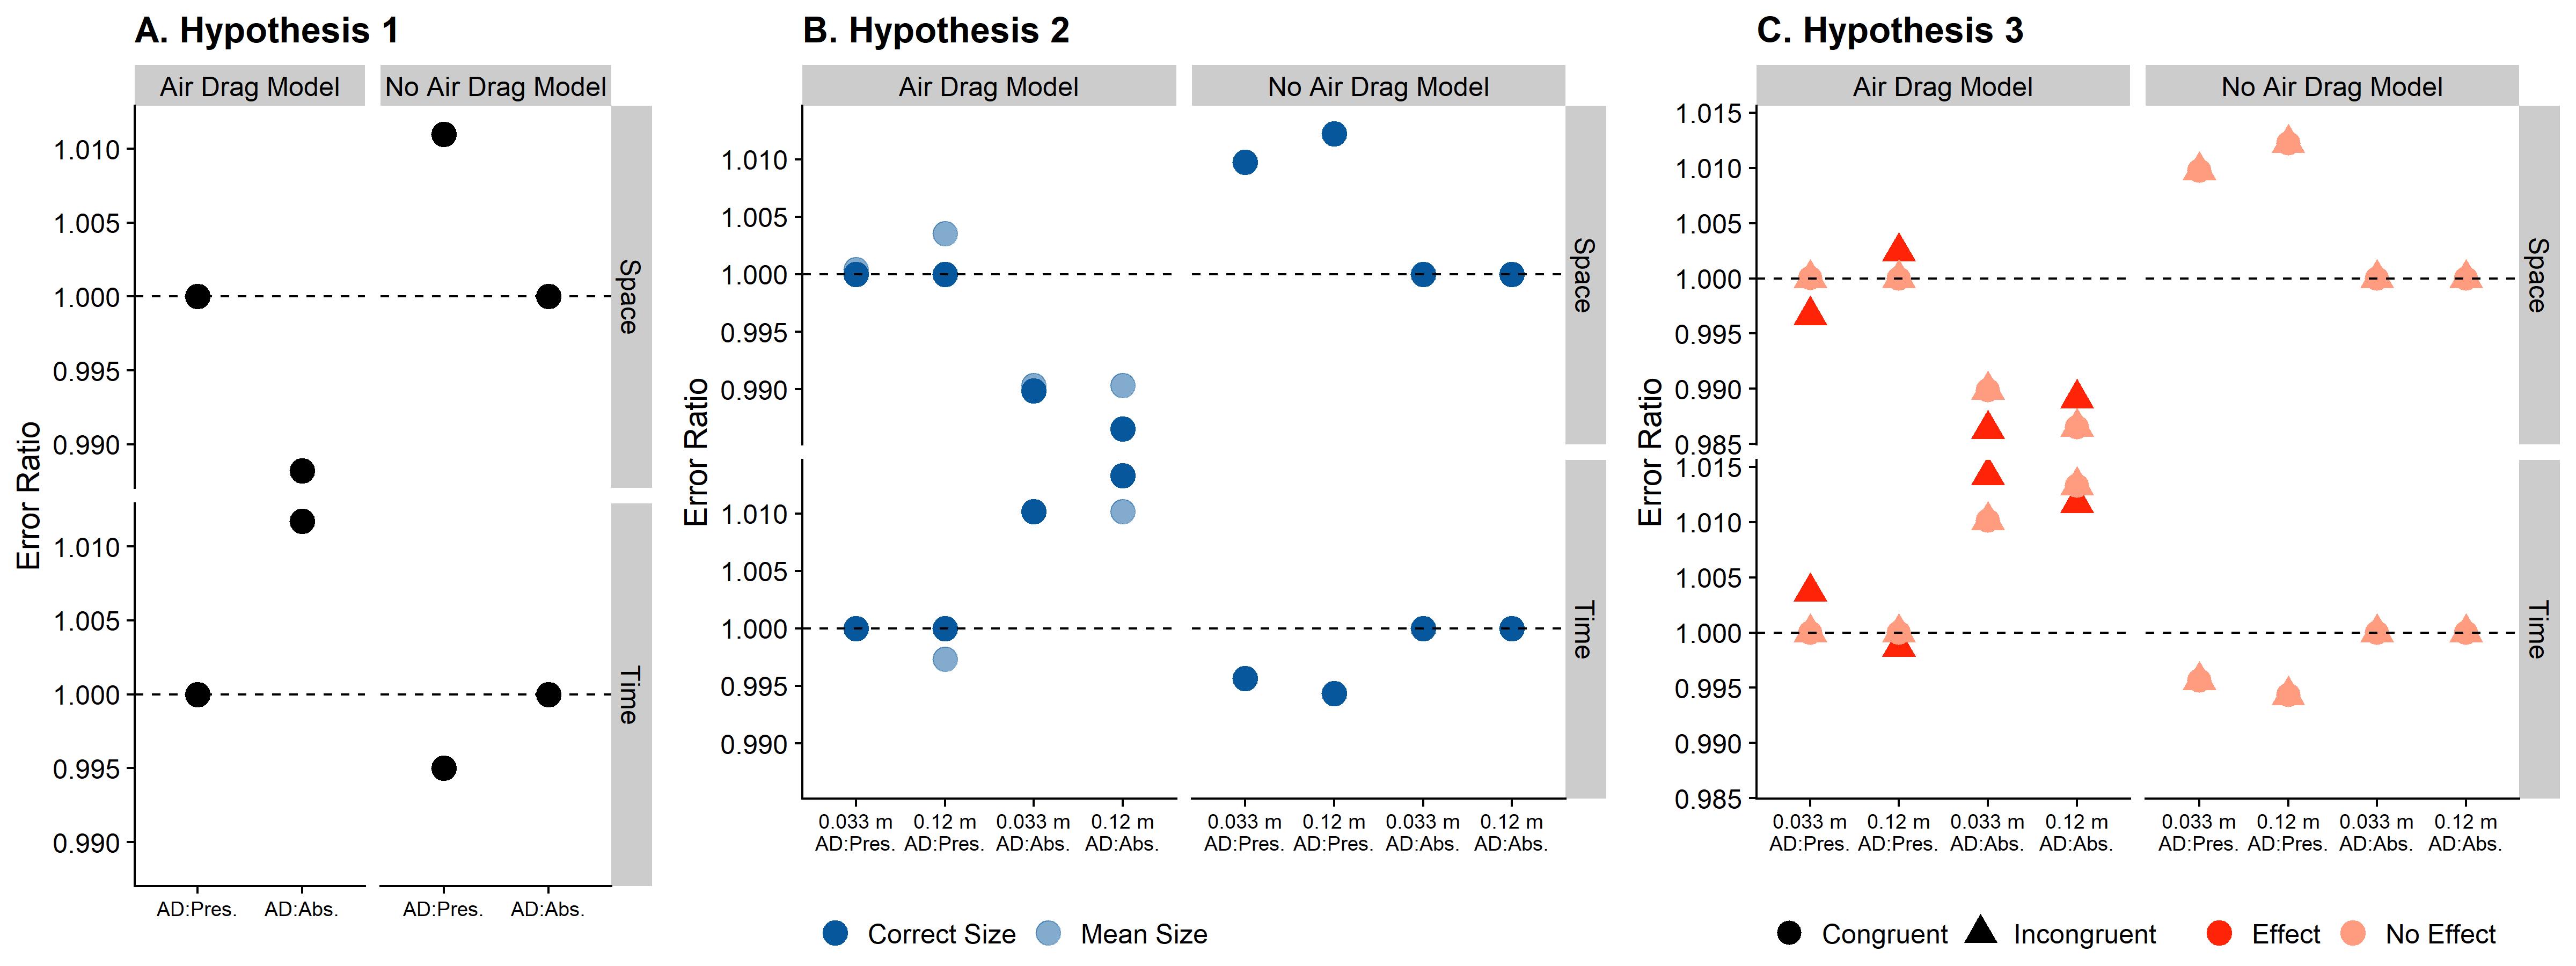 A. Hypothesis 1
Air Drag Model
No Air Drag Model
Error Ratio
1.010
1.005
1.000
0.995
0.990
Space
1.010
1.005
1.000
0.995
0.990
Time
AD:Pres.
AD:Abs.
AD:Pres.
AD:Abs.
B. Hypothesis 2
Air Drag Model
No Air Drag Model
Error Ratio
1.010
1.005
1.000
0.995
0.990
Space
1.010
1.005
1.000
0.995
0.990
Time
0.033 m
AD:Pres.
0.12 m
AD:Pres.
0.033 m
AD:Abs.
0.12 m
AD:Abs.
0.033 m
AD:Pres.
0.12 m
AD:Pres.
0.033 m
AD:Abs.
0.12 m
AD:Abs.
Correct Size
Mean Size
C. Hypothesis 3
Air Drag Model
No Air Drag Model
Error Ratio
1.015
1.010
1.005
1.000
0.995
0.990
0.985
Space
1.015
1.010
1.005
1.000
0.995
0.990
0.985
Time
0.033 m
AD:Pres.
0.12 m
AD:Pres.
0.033 m
AD:Abs.
0.12 m
AD:Abs.
0.033 m
AD:Pres.
0.12 m
AD:Pres.
0.033 m
AD:Abs.
0.12 m
AD:Abs.
Congruent
Incongruent
Effect
No Effect